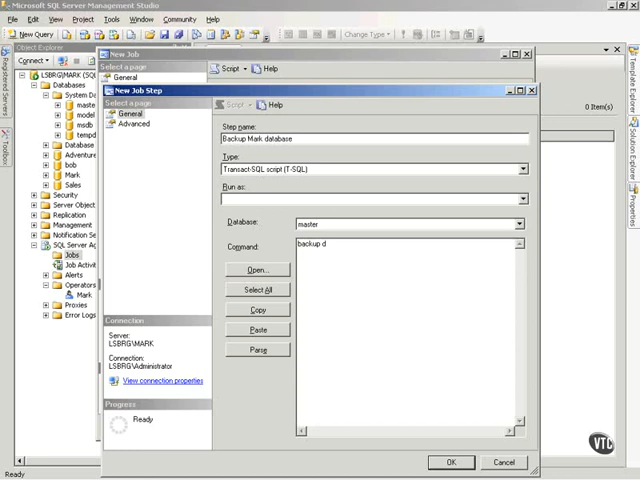 Microsoft SQL Server Management Studio
File Edit View Project Tools Window Community Help
New Query
Change Type
Object Explorer
Connect
LSBRG\MARK (SQL
Databases
System Da
maste
model
msdb
tempd
Database
Adventure
bob
Mark
Sales
Security
Server Object
Replication
Management
Notification Se
SQL Server Ag
Jobs
Job Activit
Alerts
Operators
Mark
Proxies
Error Logs
Registered Servers
Toolbox
New Job
Select a page
General
Script
Help
New Job Step
Select a page
General
Advanced
Script
Help
Step name:
Backup Mark database
Type:
Transact-SQL script (T-SQL)
Run as:
Database:
master
Command:
backup d
Open...
Select All
Copy
Paste
Parse
Connection
Server:
LSBRG\MARK
Connection:
LSBRG\Administrator
View connection properties
Progress
Ready
OK
Cancel
0 Item(s)
Template Explorer
Solution Explorer
Properties
VTC
Ready